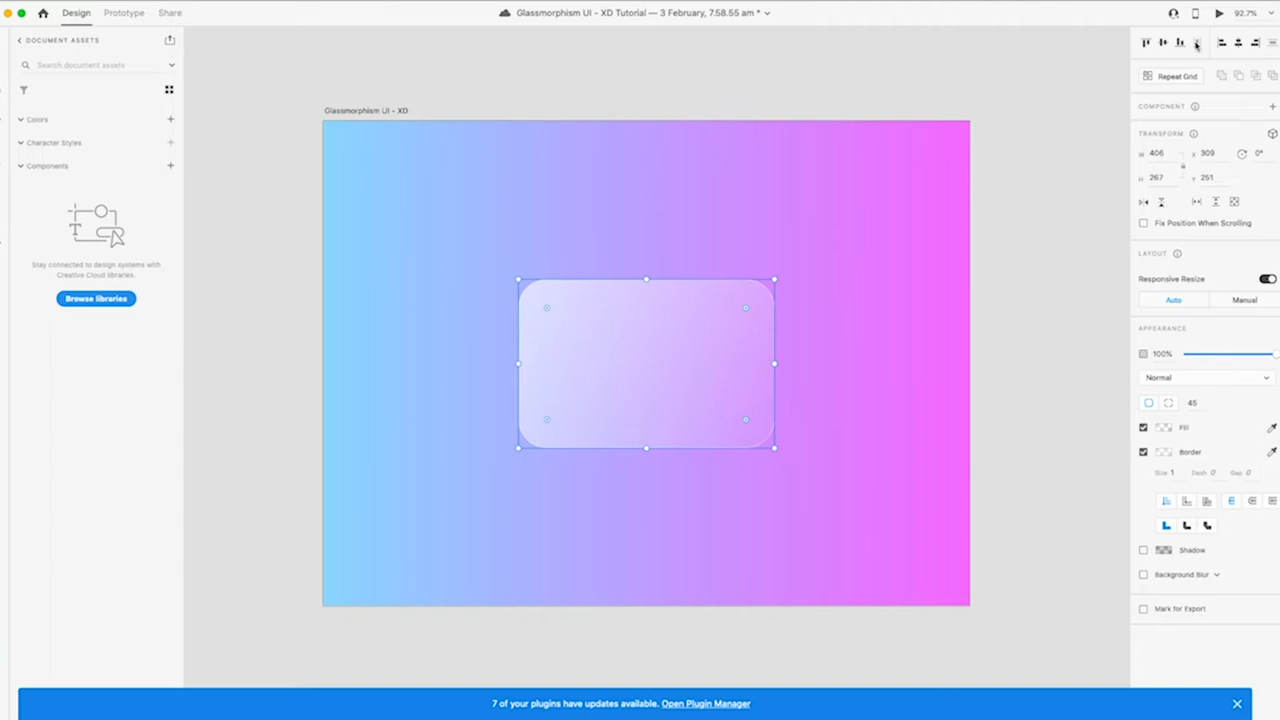 Design Prototype Share
Glassmorphism UI - XD Tutorial — 3 February, 7.58.55 am *
92.7%
DOCUMENT ASSETS
Search document assets
Colors
Character Styles
Components
Stay connected to design systems with
Creative Cloud libraries.
Browse libraries
Glassmorphism UI - XD
Repeat Grid
COMPONENT
TRANSFORM
W 406 X 309 0°
H 267 Y 251
Fix Position When Scrolling
LAYOUT
Responsive Resize
Auto Manual
APPEARANCE
100%
Normal
45
Fill
Border
Size 1 Dash 0 Gap 0
Shadow
Background Blur
Mark for Export
7 of your plugins have updates available. Open Plugin Manager